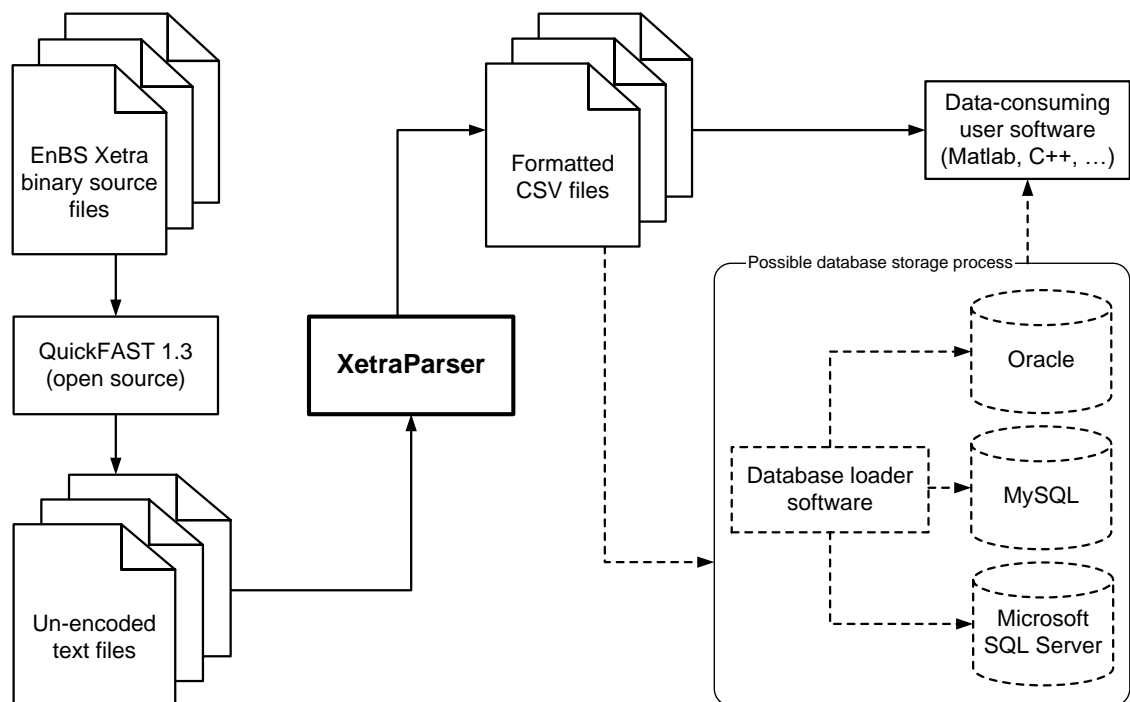 EnBS Xetra
binary source
files
QuickFAST 1.3
(open source)
Un-encoded
text files
XetraParser
Formatted
CSV files
Data-consuming
user software
(Matlab, C++, …)
Possible database storage process
Database loader
software
Oracle
MySQL
Microsoft
SQL Server